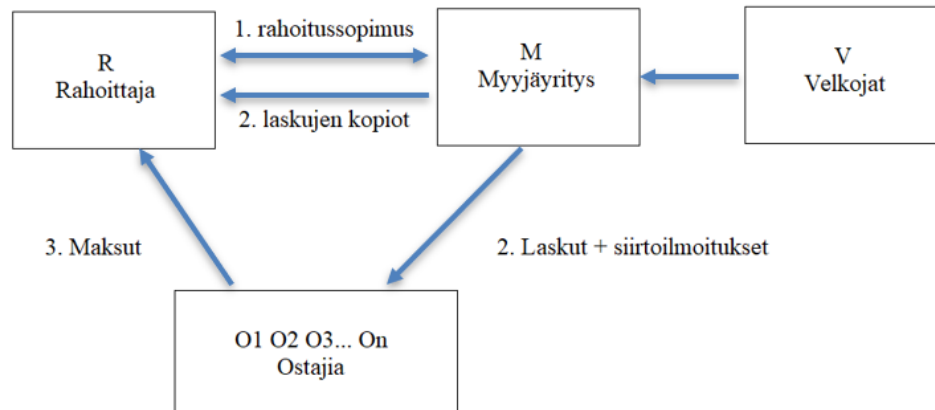 1. rahoitussopimus
R
Rahoittaja
M
Myyjäyritys
V
Velkojat
2. laskujen kopiot
3. Maksut
2. Laskut + siirtoilmoitukset
O1 O2 O3... On
Ostajia